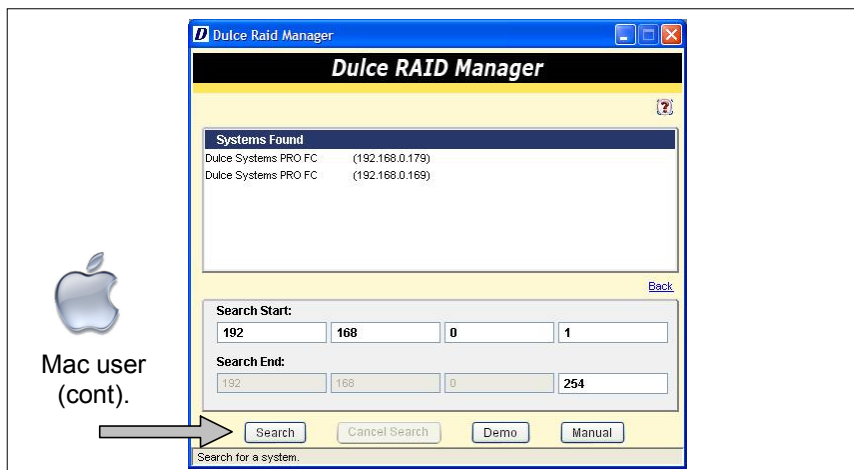 Dulce Raid Manager
Dulce RAID Manager
?
Systems Found
Dulce Systems PRO FC (192.168.0.179)
Dulce Systems PRO FC (192.168.0.169)
Back
Search Start:
192 168 0 1
Search End:
192 168 0 254
Mac user
(cont).
Search Cancel Search Demo Manual
Search for a system.